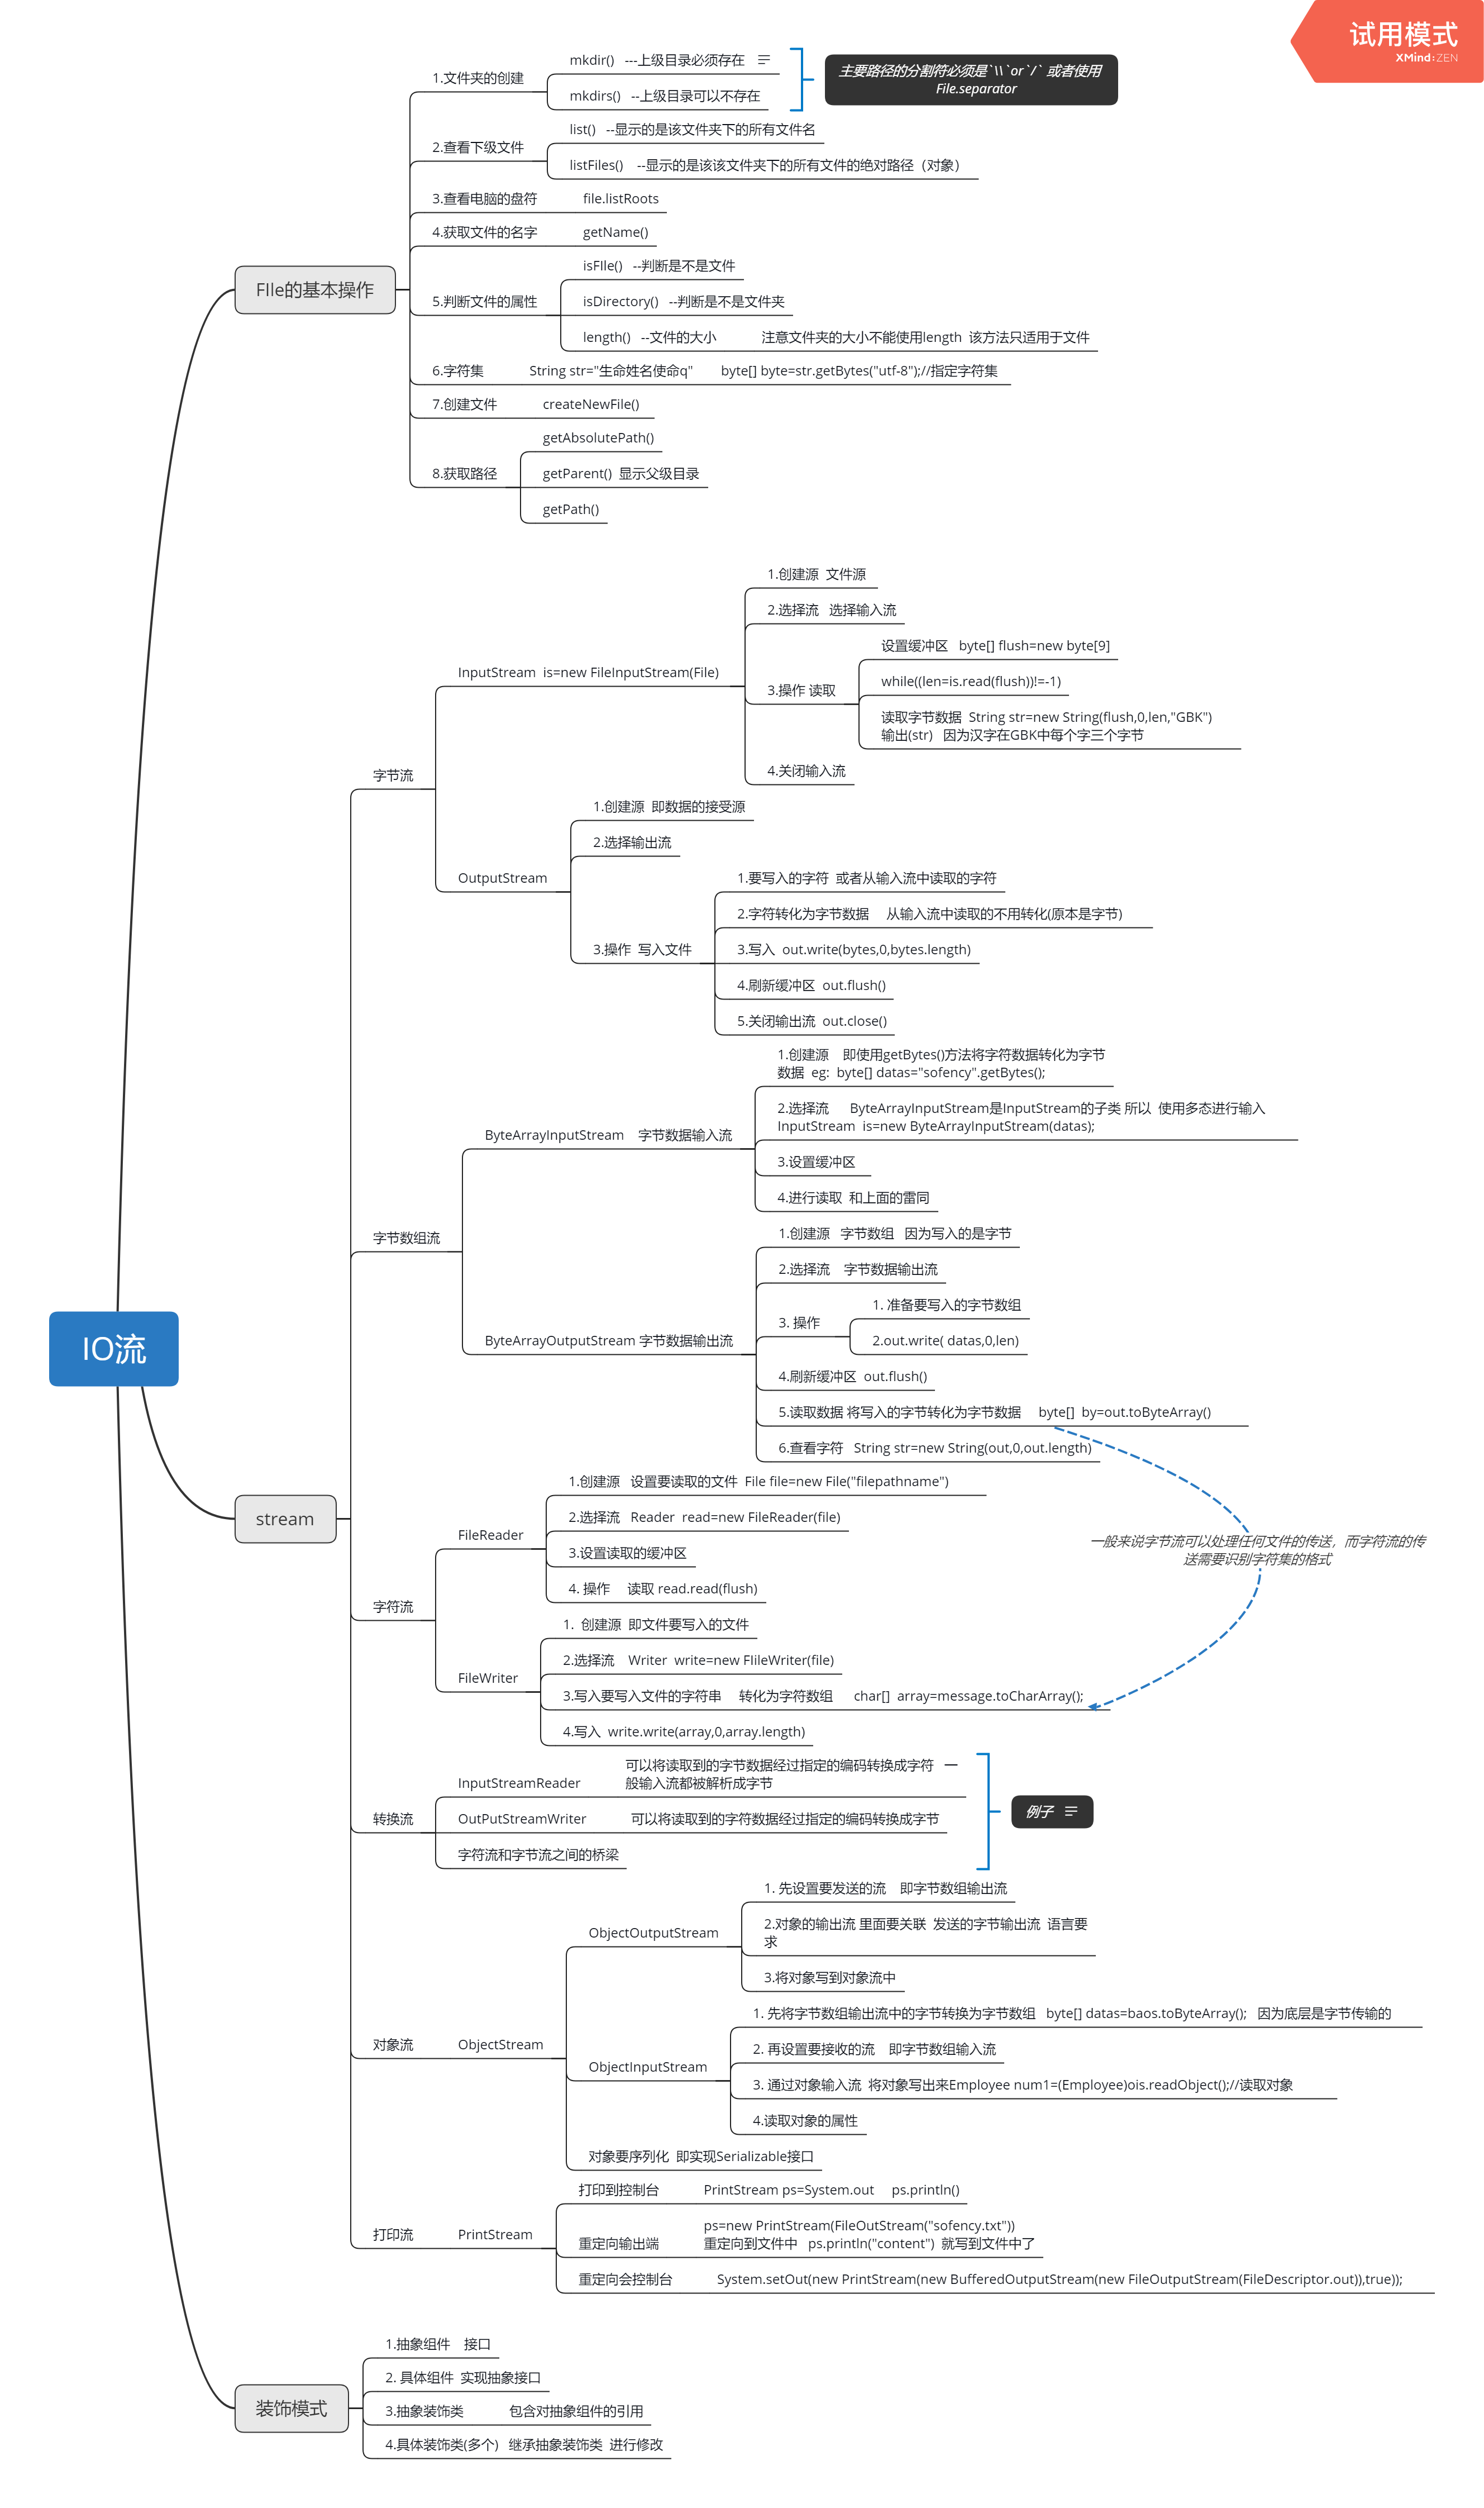 试用模式
XMind:ZEN
IO流
FIle的基本操作
1.文件夹的创建
mkdir()   ---上级目录必须存在
mkdirs()   --上级目录可以不存在
主要路径的分割符必须是`\\`or`/` 或者使用
File.separator
2.查看下级文件
list()   --显示的是该文件夹下的所有文件名
listFiles()    --显示的是该该文件夹下的所有文件的绝对路径（对象）
3.查看电脑的盘符
file.listRoots
4.获取文件的名字
getName()
5.判断文件的属性
isFIle()   --判断是不是文件
isDirectory()   --判断是不是文件夹
length()   --文件的大小
注意文件夹的大小不能使用length  该方法只适用于文件
6.字符集
String str="生命姓名使命q"
byte[] byte=str.getBytes("utf-8");//指定字符集
7.创建文件
createNewFile()
8.获取路径
getAbsolutePath()
getParent()  显示父级目录
getPath()
stream
字节流
InputStream  is=new FileInputStream(File)
1.创建源  文件源
2.选择流   选择输入流
3.操作 读取
设置缓冲区   byte[] flush=new byte[9]
while((len=is.read(flush))!=-1)
读取字节数据  String str=new String(flush,0,len,"GBK")
输出(str)   因为汉字在GBK中每个字三个字节
4.关闭输入流
OutputStream
1.创建源  即数据的接受源
2.选择输出流
3.操作  写入文件
1.要写入的字符  或者从输入流中读取的字符
2.字符转化为字节数据     从输入流中读取的不用转化(原本是字节)
3.写入  out.write(bytes,0,bytes.length)
4.刷新缓冲区  out.flush()
5.关闭输出流  out.close()
字节数组流
ByteArrayInputStream    字节数据输入流
1.创建源    即使用getBytes()方法将字符数据转化为字节
数据  eg:  byte[] datas="sofency".getBytes();
2.选择流      ByteArrayInputStream是InputStream的子类 所以  使用多态进行输入
InputStream  is=new ByteArrayInputStream(datas);
3.设置缓冲区
4.进行读取  和上面的雷同
ByteArrayOutputStream 字节数据输出流
1.创建源   字节数组   因为写入的是字节
2.选择流    字节数据输出流
3. 操作
1. 准备要写入的字节数组
2.out.write( datas,0,len)
4.刷新缓冲区  out.flush()
5.读取数据 将写入的字节转化为字节数据     byte[]  by=out.toByteArray()
6.查看字符   String str=new String(out,0,out.length)
一般来说字节流可以处理任何文件的传送，而字符流的传
送需要识别字符集的格式
字符流
FileReader
1.创建源   设置要读取的文件  File file=new File("filepathname")
2.选择流   Reader  read=new FileReader(file)
3.设置读取的缓冲区
4. 操作     读取 read.read(flush)
FileWriter
1.  创建源  即文件要写入的文件
2.选择流    Writer  write=new FIileWriter(file)
3.写入要写入文件的字符串     转化为字符数组      char[]  array=message.toCharArray();
4.写入  write.write(array,0,array.length)
转换流
InputStreamReader
可以将读取到的字节数据经过指定的编码转换成字符   一
般输入流都被解析成字节
OutPutStreamWriter
可以将读取到的字符数据经过指定的编码转换成字节
字符流和字节流之间的桥梁
例子
对象流
ObjectStream
ObjectOutputStream
1. 先设置要发送的流    即字节数组输出流
2.对象的输出流 里面要关联  发送的字节输出流  语言要
求
3.将对象写到对象流中
ObjectInputStream
1. 先将字节数组输出流中的字节转换为字节数组   byte[] datas=baos.toByteArray();   因为底层是字节传输的
2. 再设置要接收的流    即字节数组输入流
3. 通过对象输入流  将对象写出来Employee num1=(Employee)ois.readObject();//读取对象
4.读取对象的属性
对象要序列化  即实现Serializable接口
打印流
PrintStream
打印到控制台
PrintStream ps=System.out     ps.println()
重定向输出端
ps=new PrintStream(FileOutStream("sofency.txt"))
重定向到文件中   ps.println("content")  就写到文件中了
重定向会控制台
System.setOut(new PrintStream(new BufferedOutputStream(new FileOutputStream(FileDescriptor.out)),true));
装饰模式
1.抽象组件    接口
2. 具体组件  实现抽象接口
3.抽象装饰类
包含对抽象组件的引用
4.具体装饰类(多个)   继承抽象装饰类  进行修改